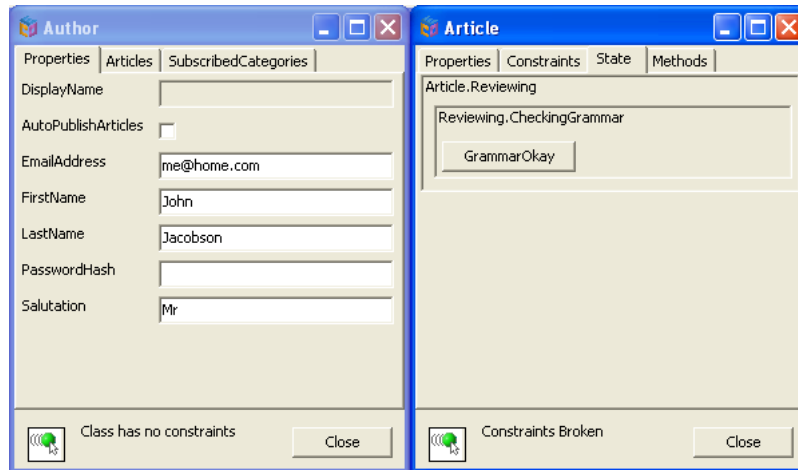 Author
Properties Articles SubscribedCategories
DisplayName
AutoPublishArticles
EmailAddress me@home.com
FirstName John
LastName Jacobson
PasswordHash
Salutation Mr
Class has no constraints Close
Article
Properties Constraints State Methods
Article.Reviewing
Reviewing.CheckingGrammar
GrammarOkay
Constraints Broken Close